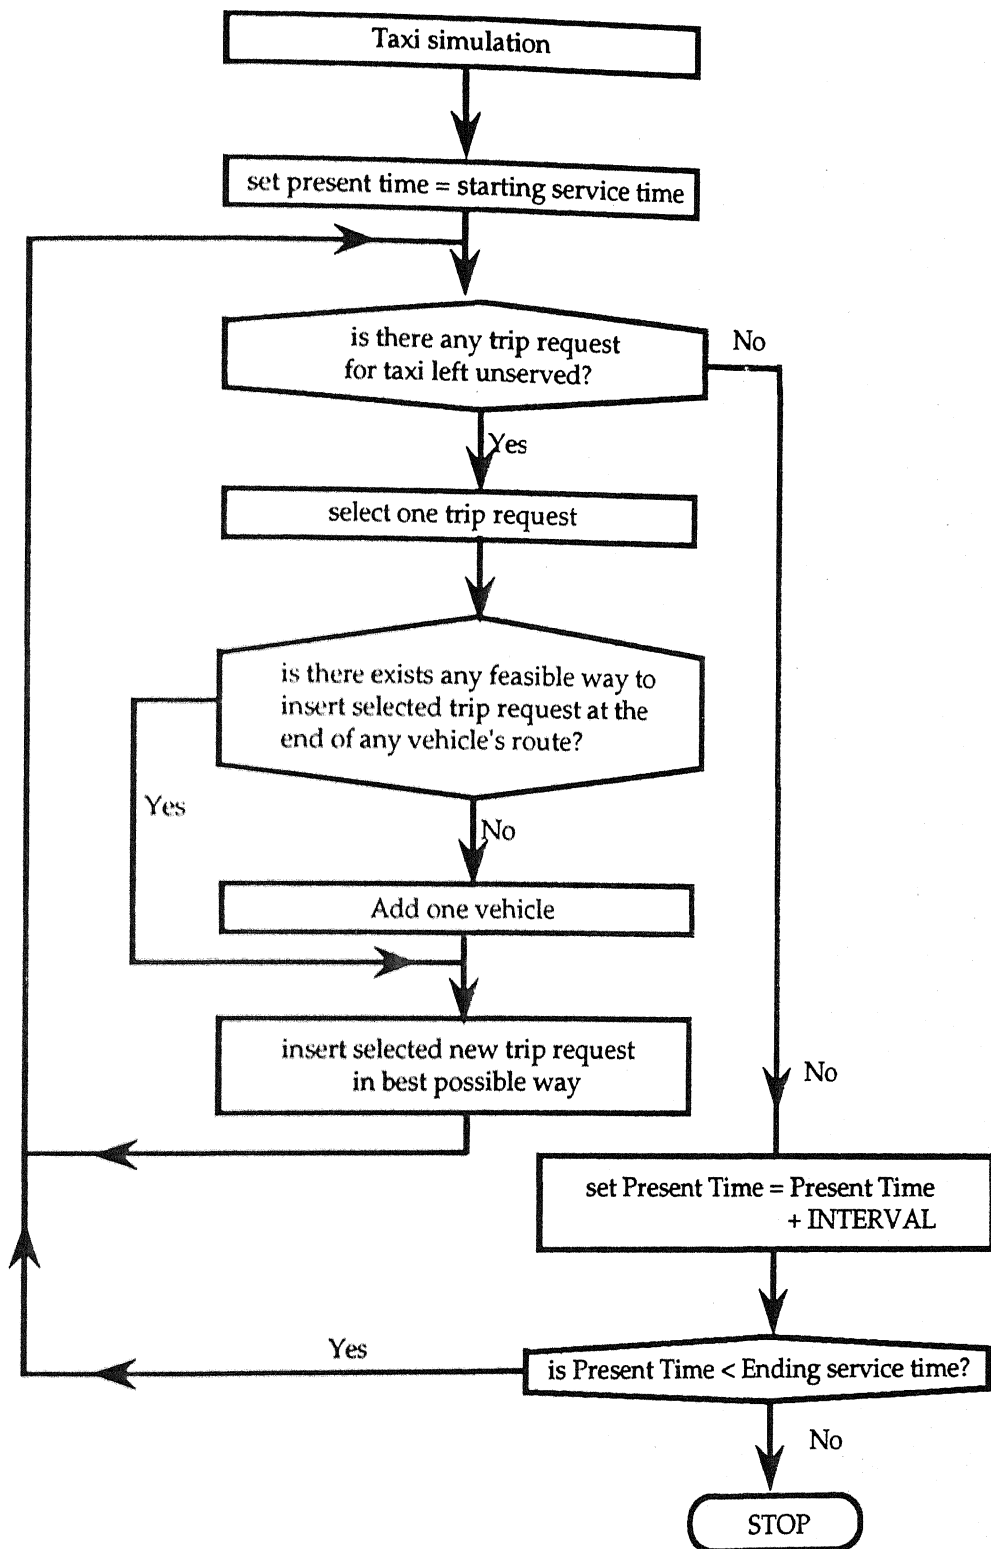 Taxi simulation
set present time = starting service time
is there any trip request
for taxi left unserved?
No
Yes
select one trip request
is there exists any feasible way to
insert selected trip request at the
end of any vehicle's route?
Yes
No
Add one vehicle
insert selected new trip request
in best possible way
No
set Present Time = Present Time
+ INTERVAL
Yes
is Present Time < Ending service time?
No
STOP